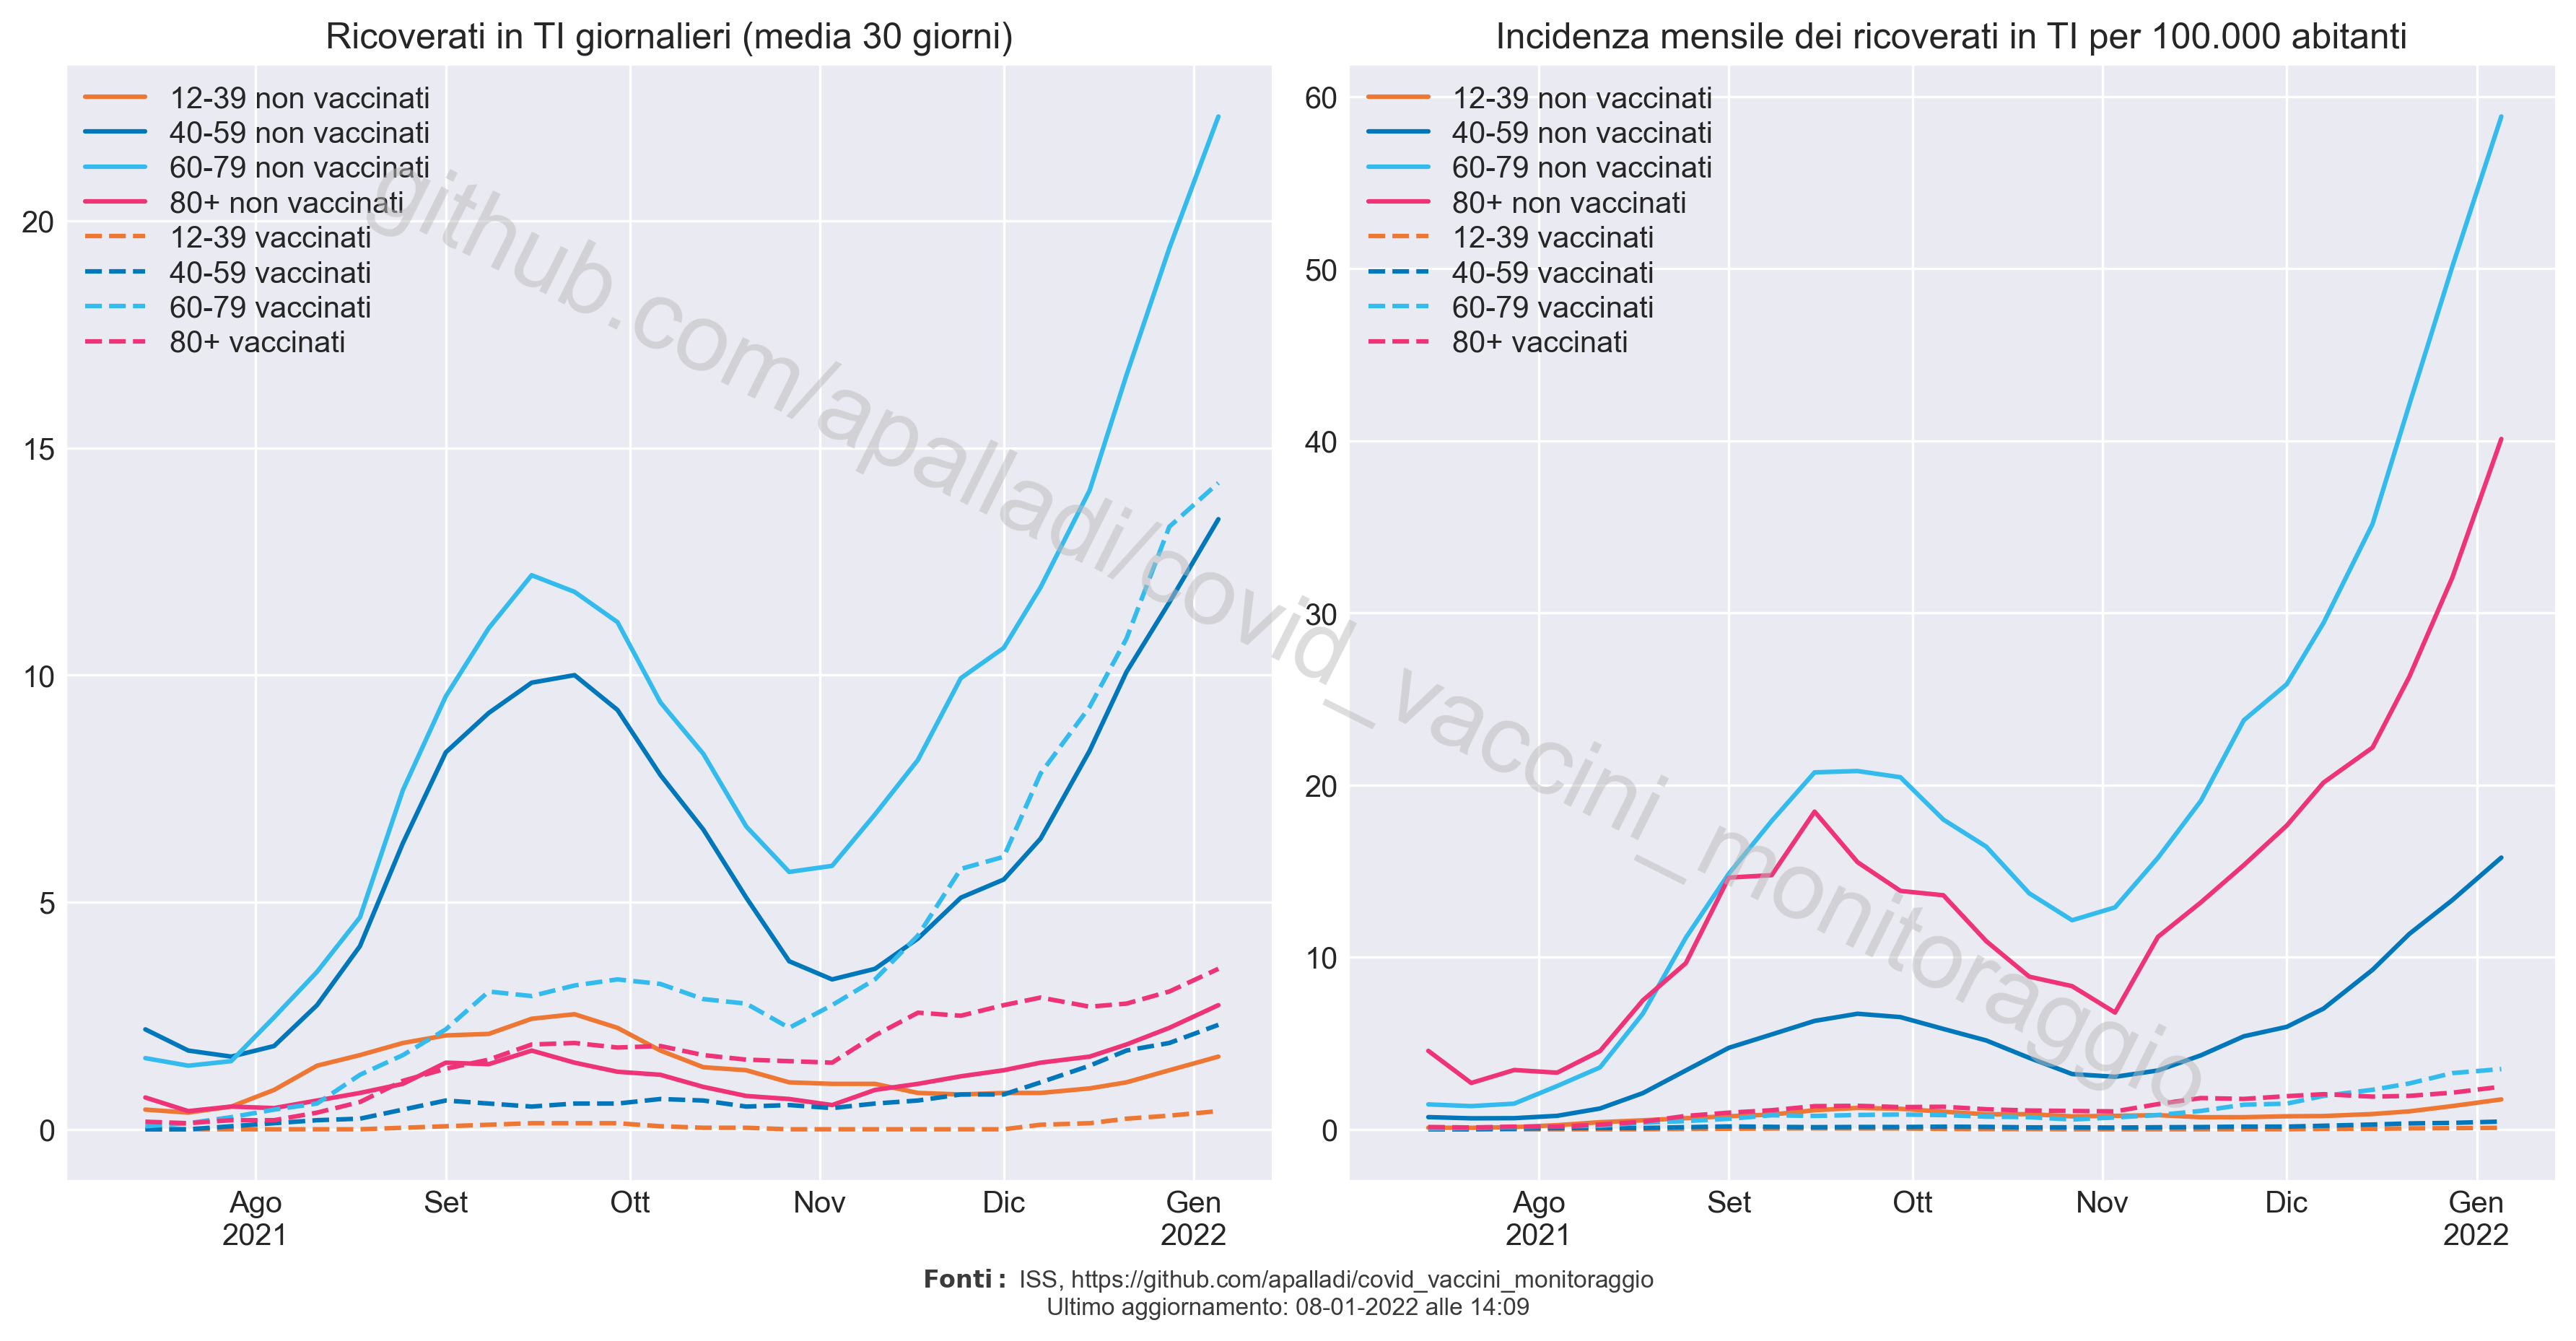 Ricoverati in TI giornalieri (media 30 giorni)
12-39 non vaccinati
40-59 non vaccinati
60-79 non vaccinati
80+ non vaccinati
12-39 vaccinati
40-59 vaccinati
60-79 vaccinati
80+ vaccinati
20
15
10
5
0
Ago
2021
Set
Ott
Nov
Dic
Gen
2022
Incidenza mensile dei ricoverati in TI per 100.000 abitanti
12-39 non vaccinati
40-59 non vaccinati
60-79 non vaccinati
80+ non vaccinati
12-39 vaccinati
40-59 vaccinati
60-79 vaccinati
80+ vaccinati
60
50
40
30
20
10
0
Ago
2021
Set
Ott
Nov
Dic
Gen
2022
github.com/apalladi/covid_vaccini_monitoraggio
Fonti: ISS, https://github.com/apalladi/covid_vaccini_monitoraggio
Ultimo aggiornamento: 08-01-2022 alle 14:09